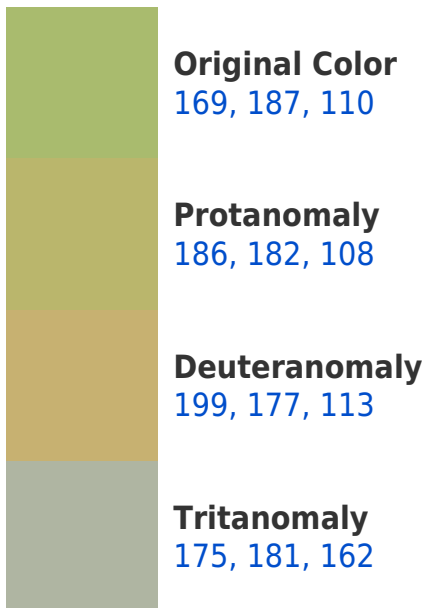 Original Color
169, 187, 110
Protanomaly
186, 182, 108
Deuteranomaly
199, 177, 113
Tritanomaly
175, 181, 162